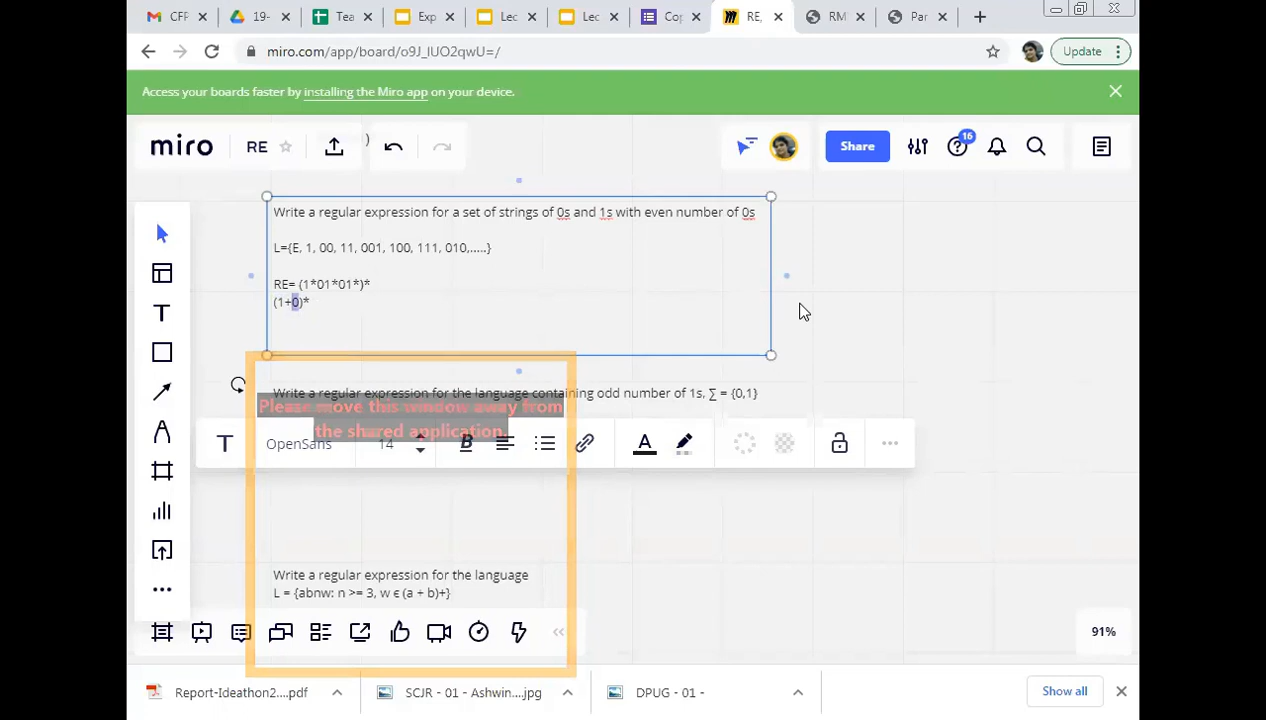 CFP
19-
Tea
Exp
Lec
Lec
Cop
RE,
RM
Par
miro.com/app/board/o9J_lUO2qwU=/
Update
Access your boards faster by installing the Miro app on your device.
miro
RE
)
Share
16
Write a regular expression for a set of strings of 0s and 1s with even number of 0s
L={E, 1, 00, 11, 001, 100, 111, 010,.....}
RE= (1*01*01*)*
(1+0)*
Write a regular expression for the language containing odd number of 1s, ∑ = {0,1}
Please move this window away from
the shared application.
OpenSans
14
B
A
Write a regular expression for the language
L = {abnw: n >= 3, w ϵ (a + b)+}
91%
Report-Ideathon2....pdf
SCJR - 01 - Ashwin....jpg
DPUG - 01 -
Show all